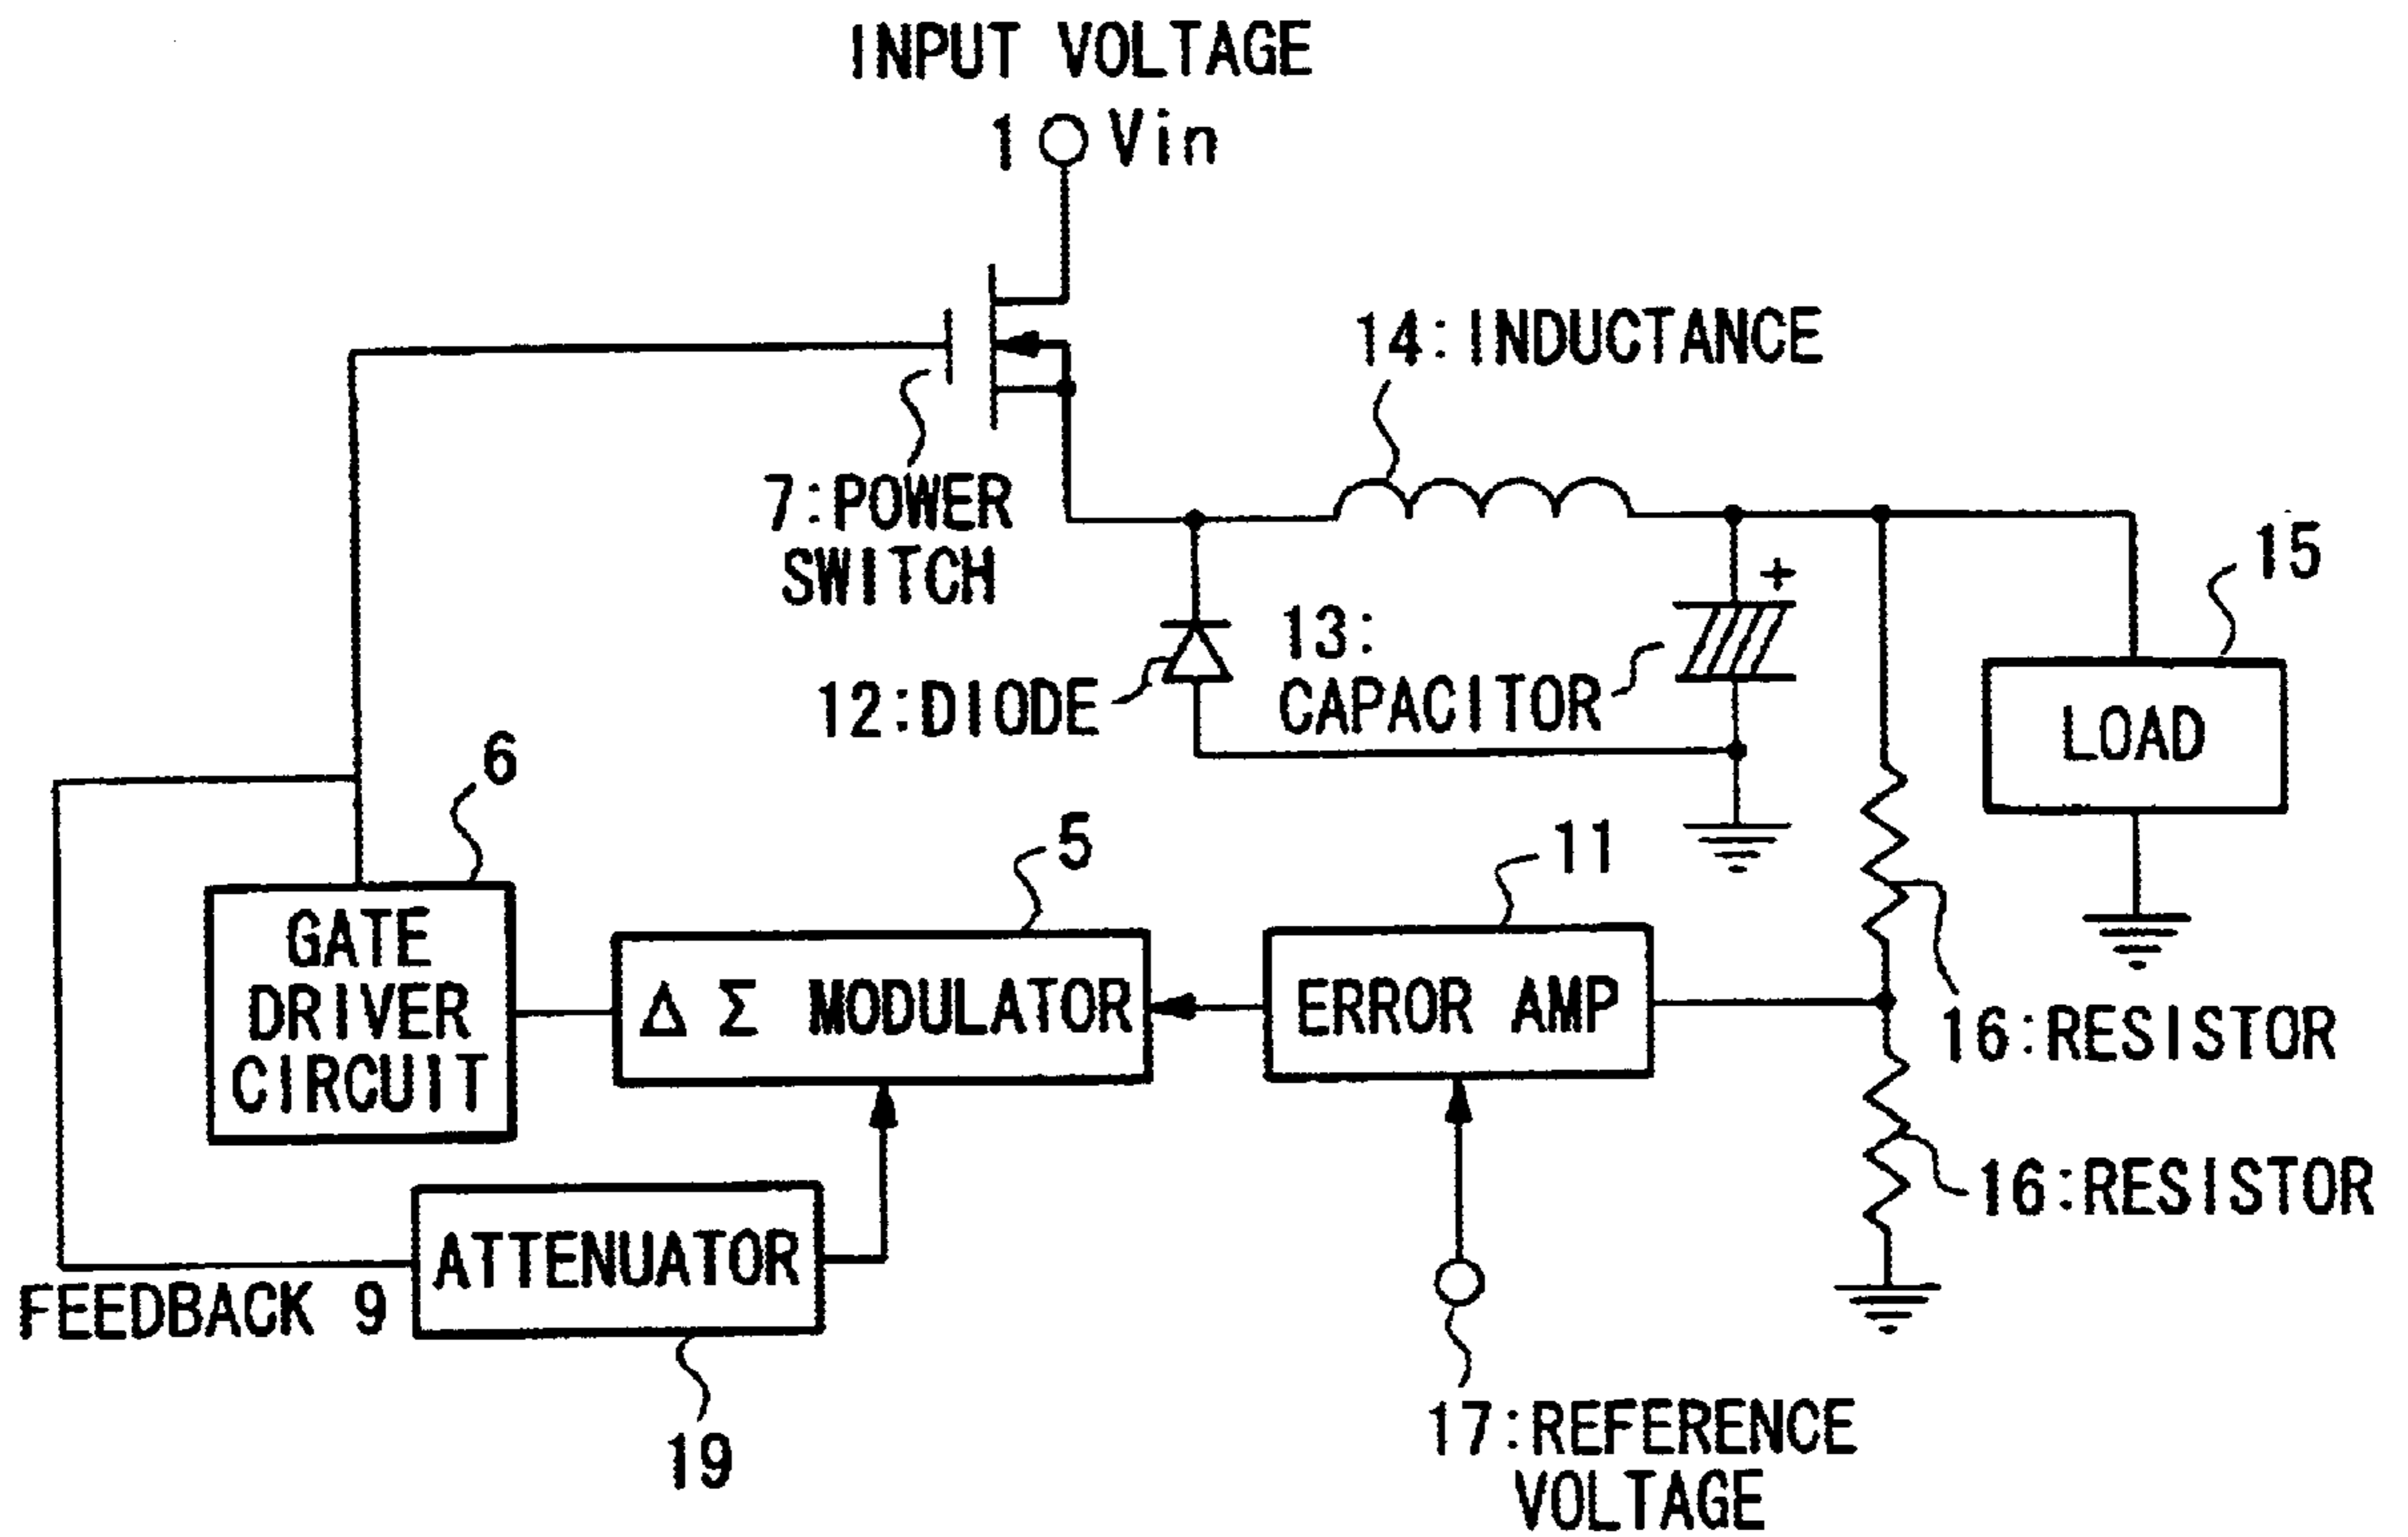 INPUT VOLTAGE
1 Vin
14:INDUCTANCE
7:POWER
SWITCH
15
13:
CAPACITOR
+
12:DIODE
LOAD
6
5
11
GATE
DRIVER
CIRCUIT
Δ Σ MODULATOR
ERROR AMP
16:RESISTOR
16:RESISTOR
ATTENUATOR
FEEDBACK 9
19
17:REFERENCE
VOLTAGE